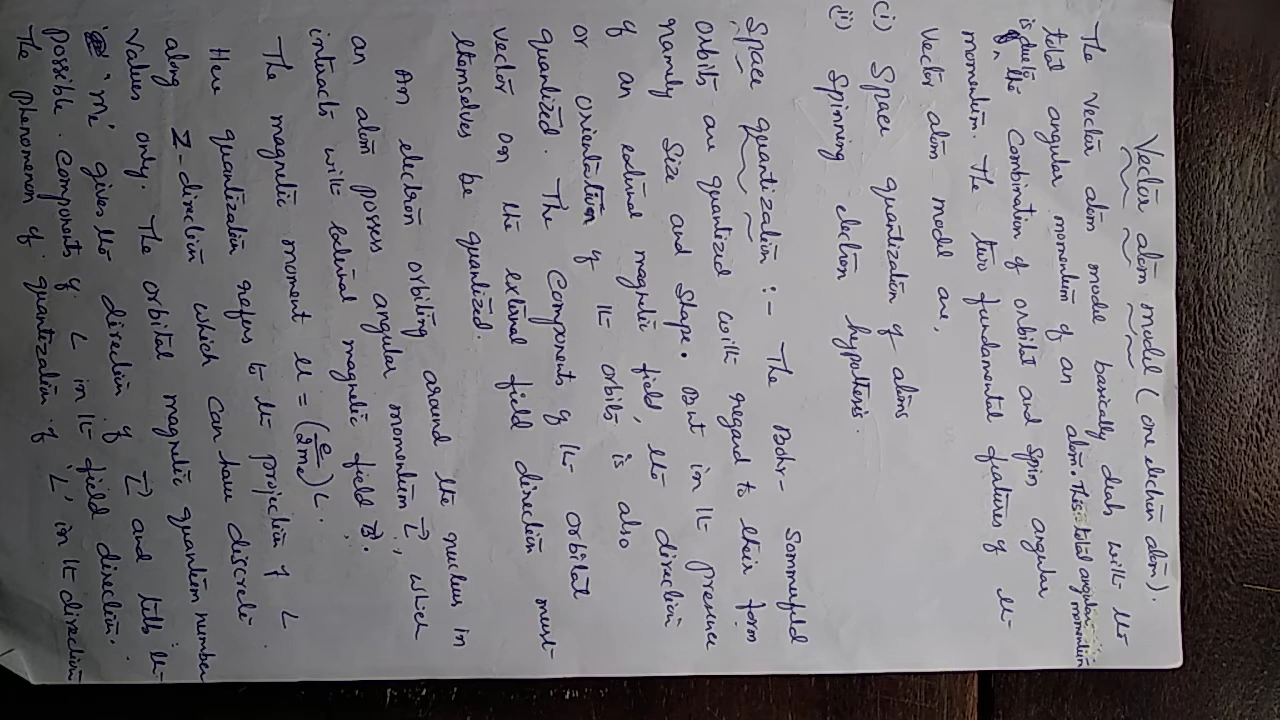 Vector atom model (one electron atom).
The vector atom model basically deals with the
total angular momentum of an atom. This total angular momentum
is due to the combination of orbital and spin angular
momentum. The two fundamental features of the
Vector atom model are,
(i) Space quantization of atoms
(ii) Spinning electron hypothesis.
Space quantization :- The Bohr- Sommerfeld
orbits are quantized with regard to their form
namely Size and Shape. But in the presence
of an external magnetic field, the direction
or orientation of the orbits is also
quantized. The components of the orbital
vector on the external field direction must
themselves be quantized.
An electron orbiting around the nucleus in
an atom posses angular momentum L, which
interacts with external magnetic field B.
The magnetic moment μ = (e/2me) L.
Here quantization refers to the projection of L
along Z-direction which can have discrete
values only. The orbital magnetic quantum number
'ml' gives the direction of L and tells the
possible components of L in the field direction.
The phenomenon of quantization of 'L' in the direction